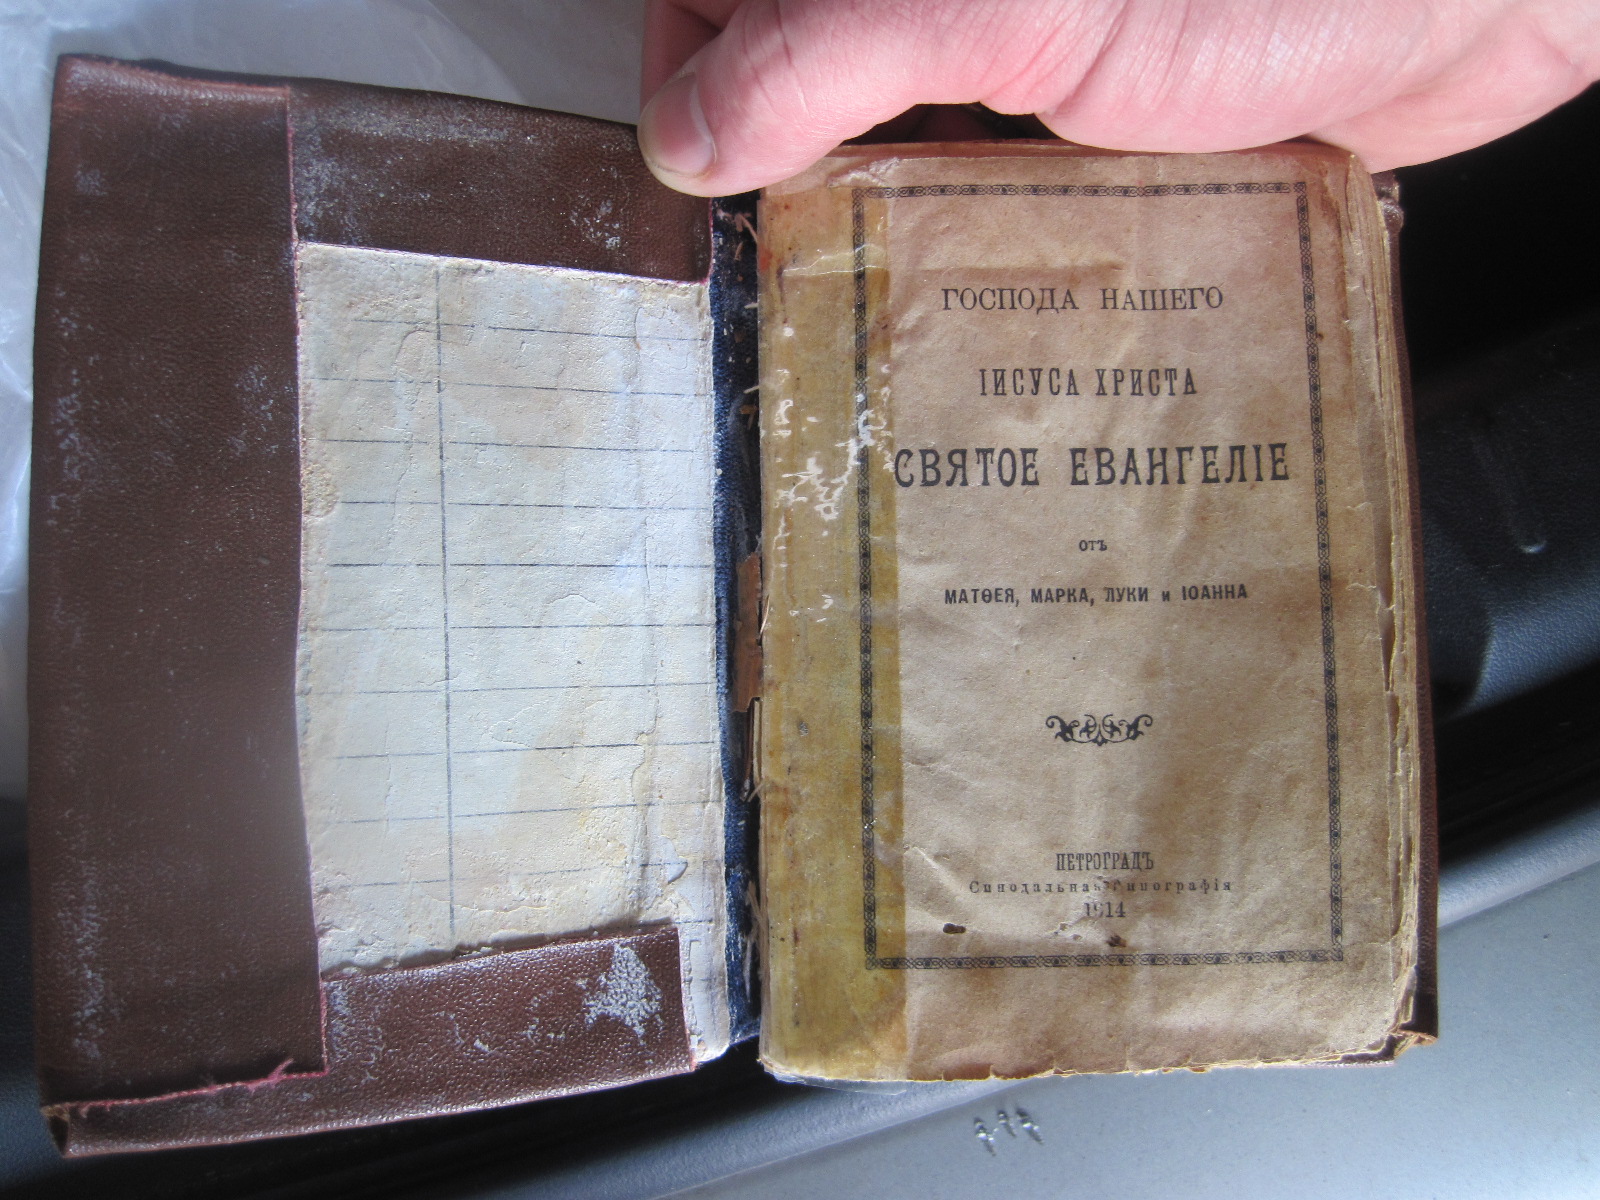 ГОСПОДА НАШЕГО
ІИСУСА ХРИСТА
СВЯТОЕ ЕВАНГЕЛІЕ
отъ
МАТѲЕЯ, МАРКА, ЛУКИ и ІОАННА
ПЕТРОГРАДЪ
Синодальная Типографія
1914